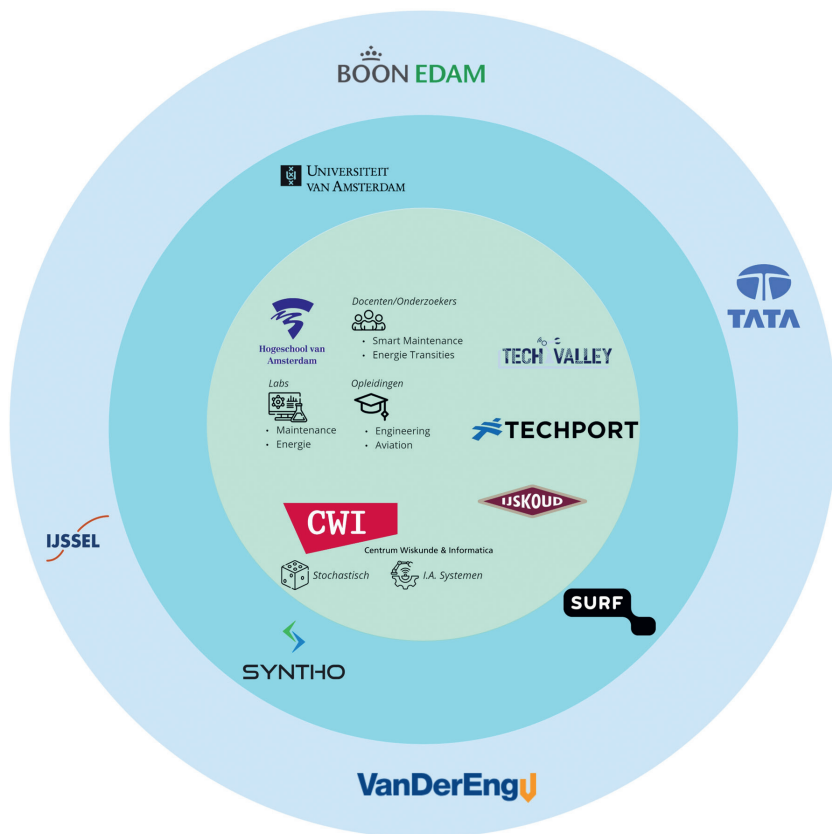 BOON EDAM
UNIVERSITEIT
VAN AMSTERDAM
TATA
Hogeschool van
Amsterdam
Docenten/Onderzoekers
• Smart Maintenance
• Energie Transities
TECH VALLEY
Labs
• Maintenance
• Energie
Opleidingen
• Engineering
• Aviation
TECHPORT
IJSKOUD
CWI
Centrum Wiskunde & Informatica
Stochastisch
I.A. Systemen
IJSSEL
SURF
SYNTHO
VanDerEng